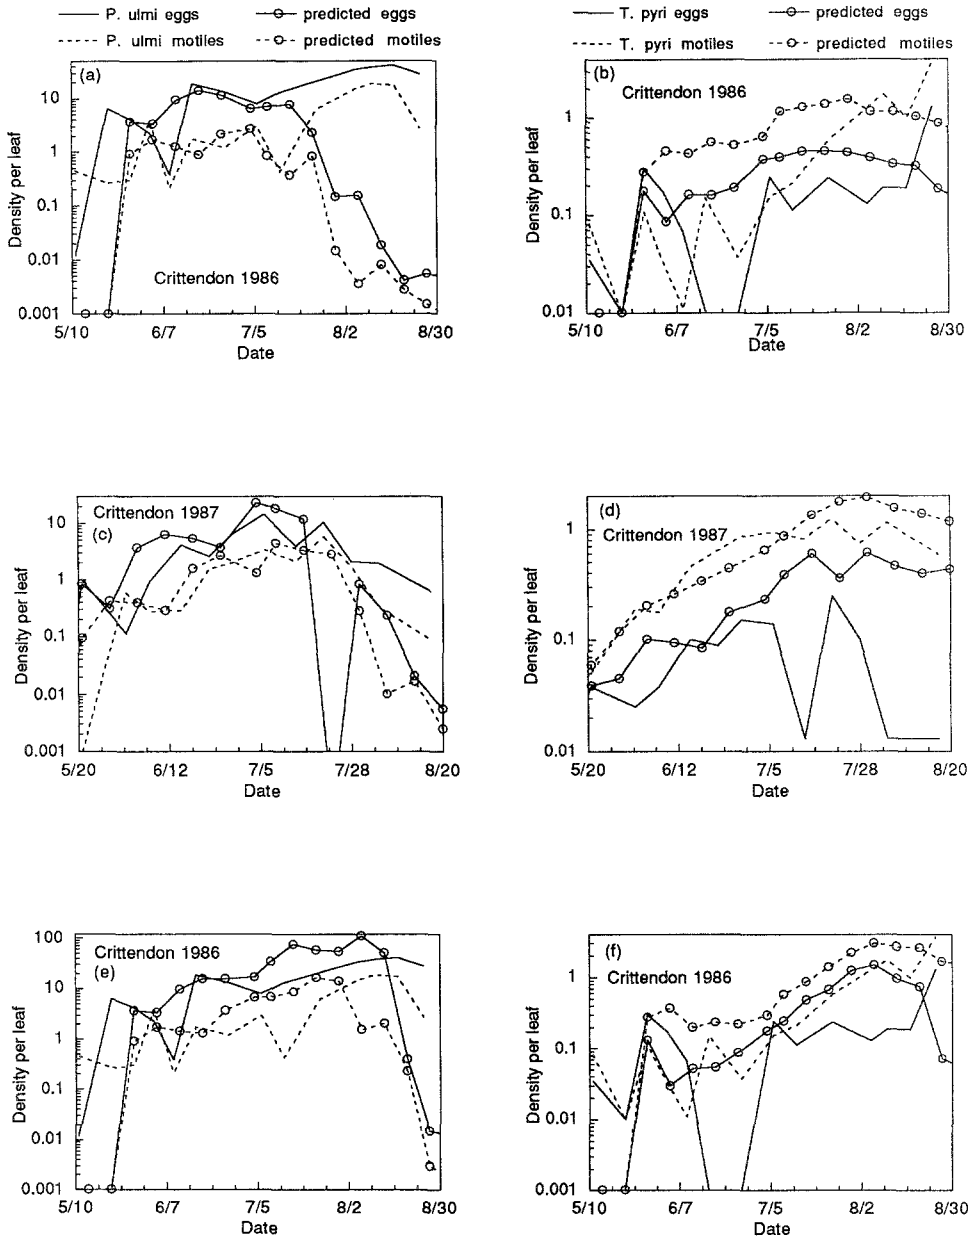 P. ulmi eggs predicted eggs
P. ulmi motiles predicted motiles
T. pyri eggs predicted eggs
T. pyri motiles predicted motiles
(a)
10
1
0.1
0.01
0.001
Density per leaf
Crittendon 1986
5/10 6/7 7/5 8/2 8/30
Date
(b)
Crittendon 1986
1
0.1
0.01
Density per leaf
5/10 6/7 7/5 8/2 8/30
Date
Crittendon 1987
(c)
10
1
0.1
0.01
0.001
Density per leaf
5/20 6/12 7/5 7/28 8/20
Date
(d)
Crittendon 1987
1
0.1
0.01
Density per leaf
5/20 6/12 7/5 7/28 8/20
Date
Crittendon 1986
(e)
100
10
1
0.1
0.01
0.001
Density per leaf
5/10 6/7 7/5 8/2 8/30
Date
(f)
Crittendon 1986
1
0.1
0.01
0.001
Density per leaf
5/10 6/7 7/5 8/2 8/30
Date